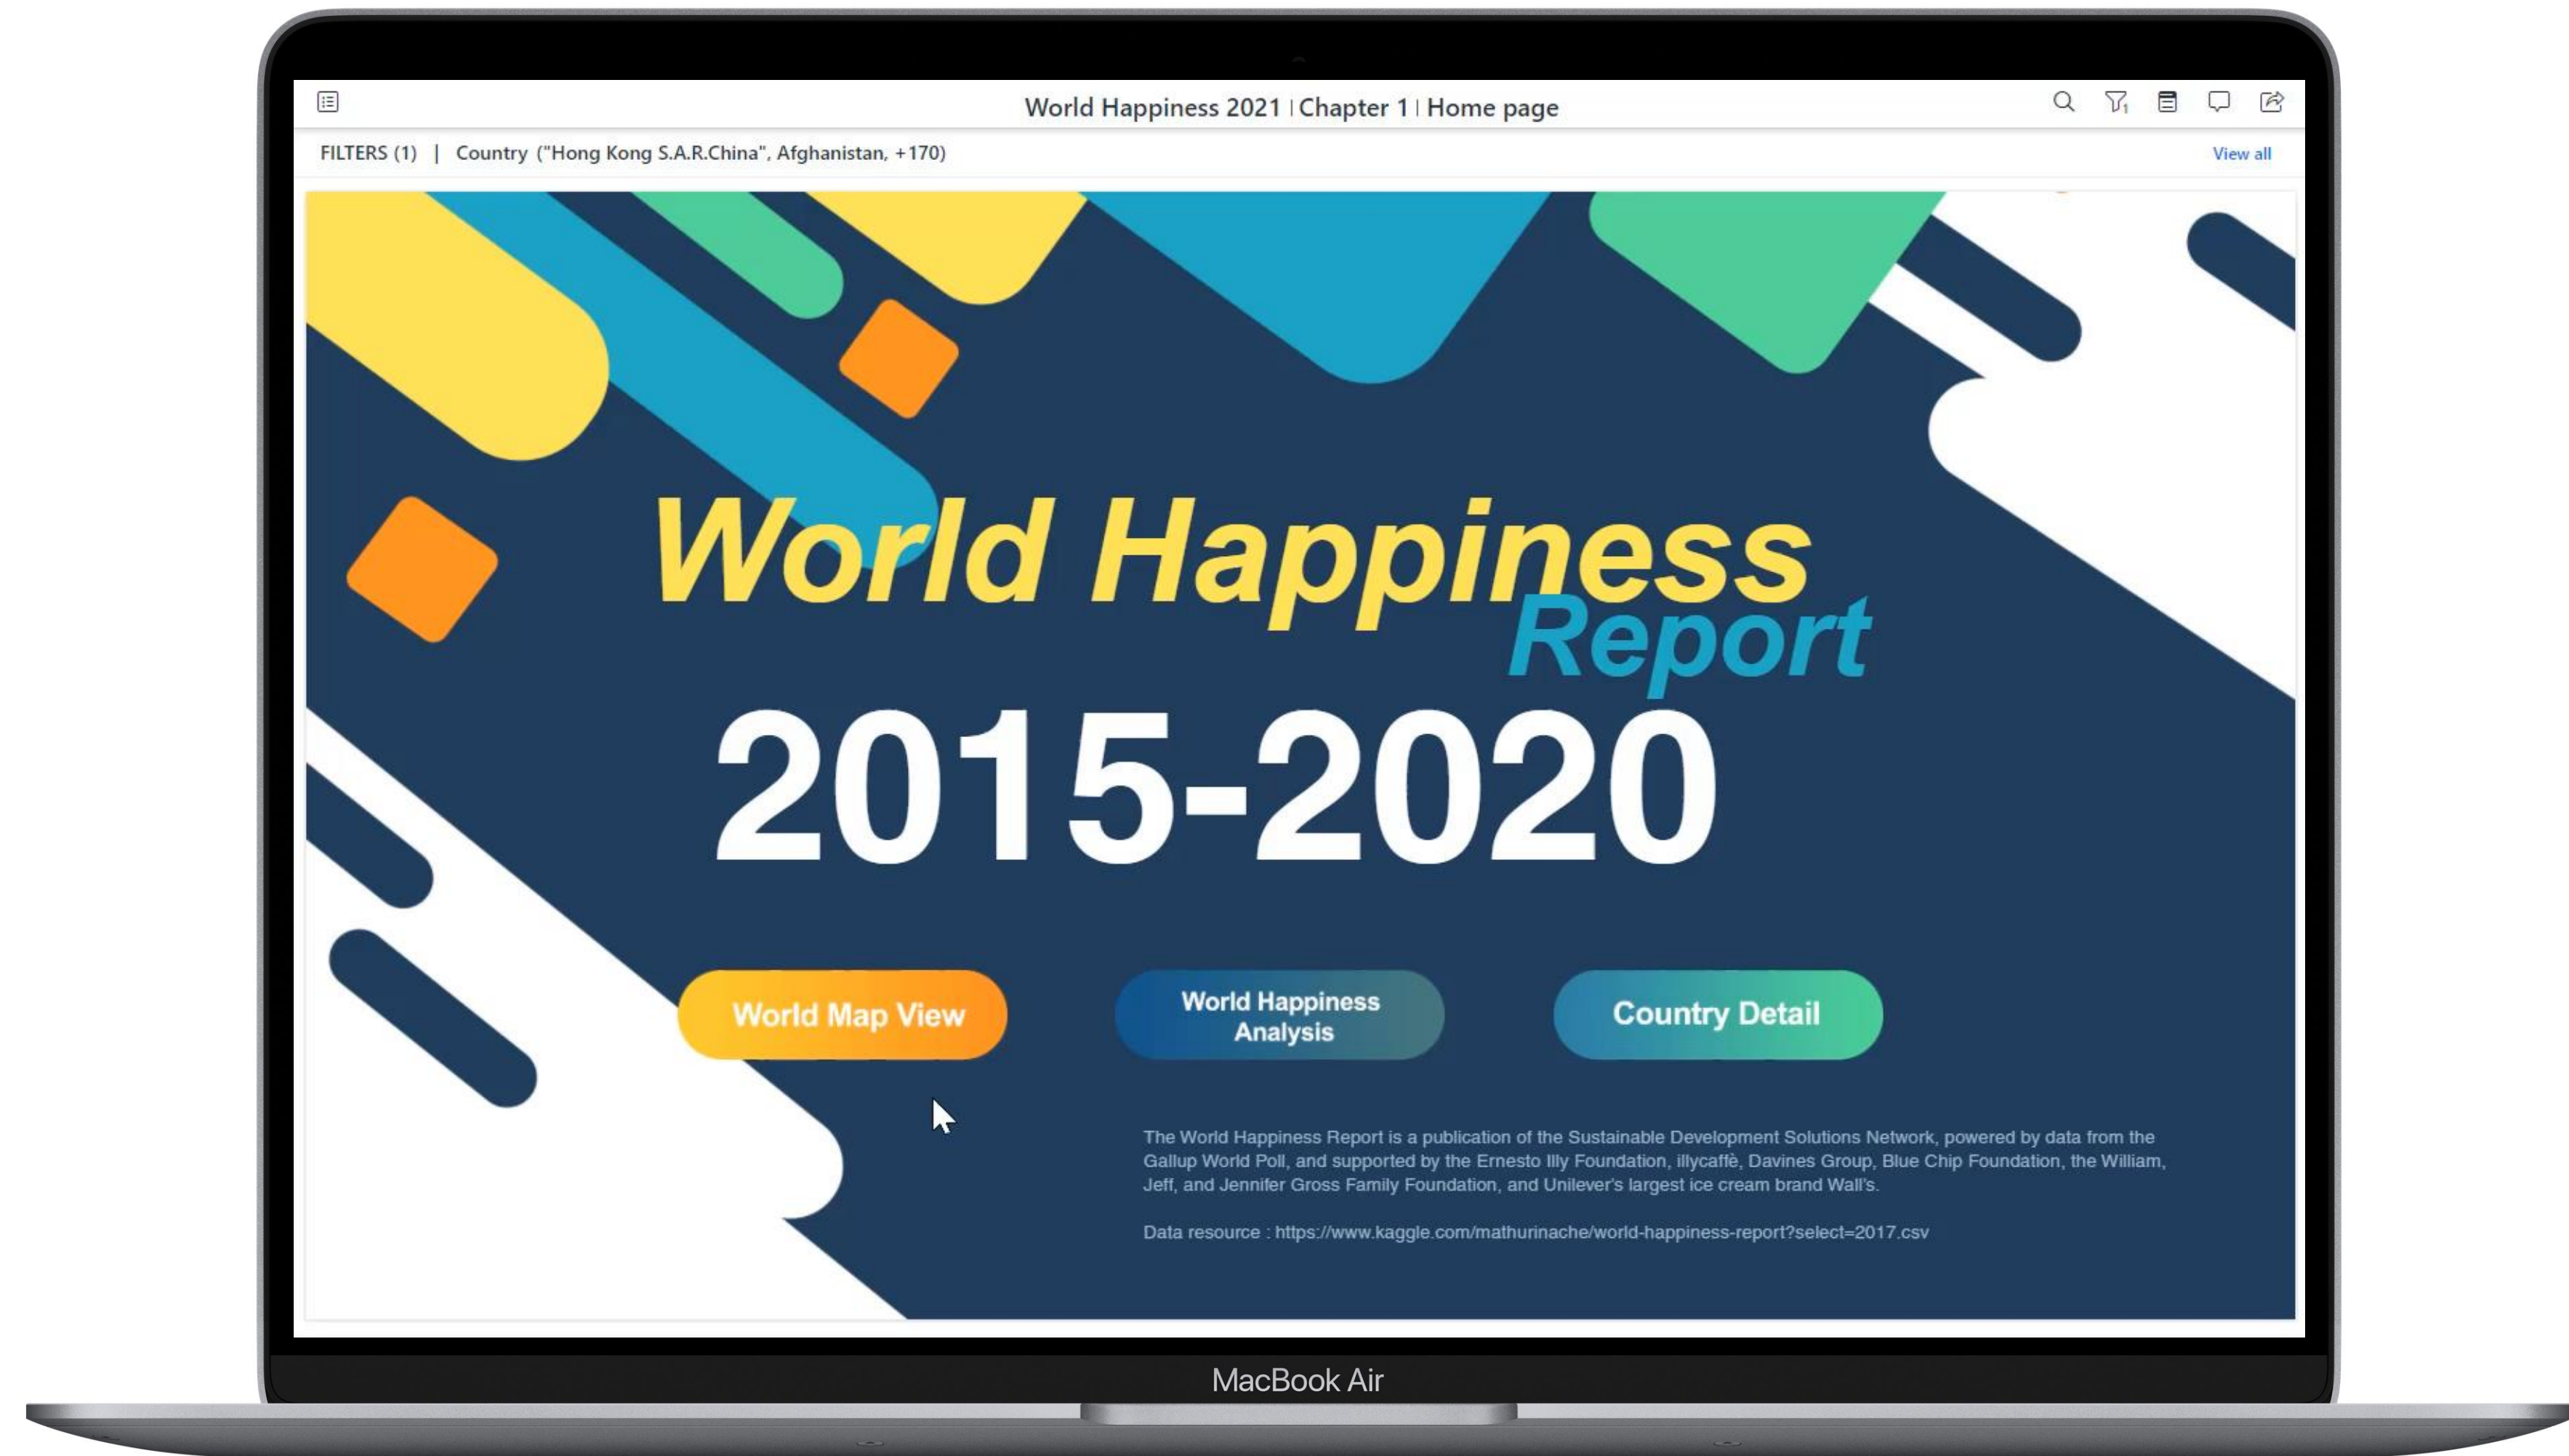 World Happiness 2021 | Chapter 1 | Home page
FILTERS (1) | Country ("Hong Kong S.A.R.China", Afghanistan, +170)
View all
World Happiness
Report
2015-2020
World Map View
World Happiness
Analysis
Country Detail
The World Happiness Report is a publication of the Sustainable Development Solutions Network, powered by data from the
Gallup World Poll, and supported by the Ernesto Illy Foundation, illycaffè, Davines Group, Blue Chip Foundation, the William,
Jeff, and Jennifer Gross Family Foundation, and Unilever's largest ice cream brand Wall's.
Data resource : https://www.kaggle.com/mathurinache/world-happiness-report?select=2017.csv
MacBook Air